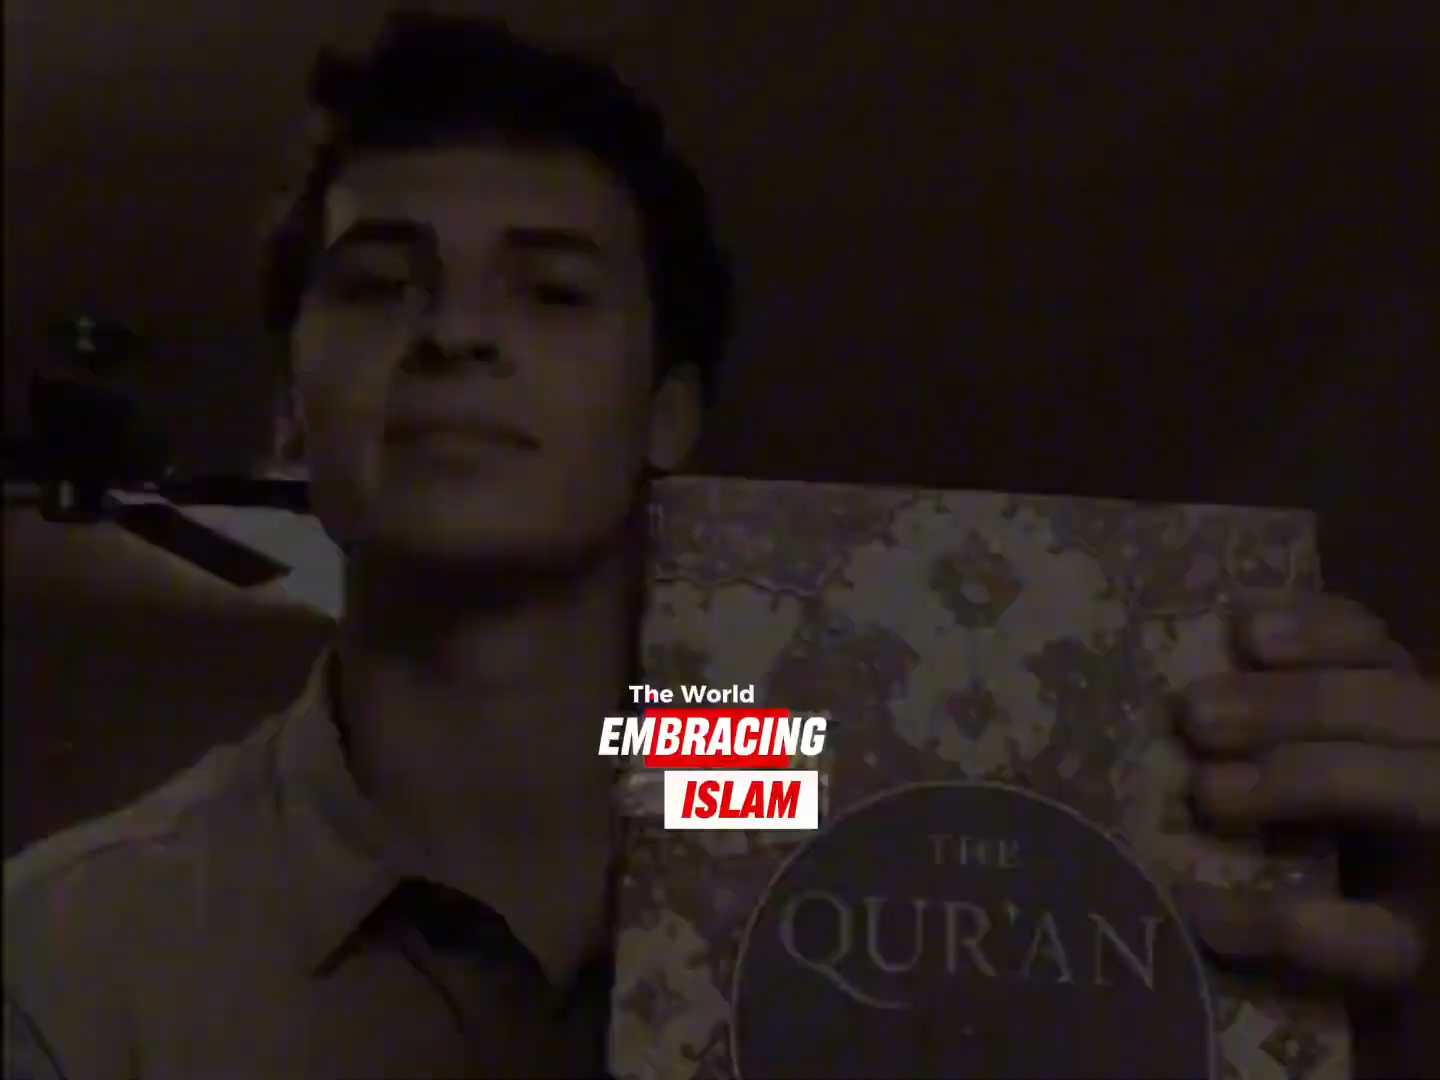 The World
EMBRACING
ISLAM
THE
QUR'AN